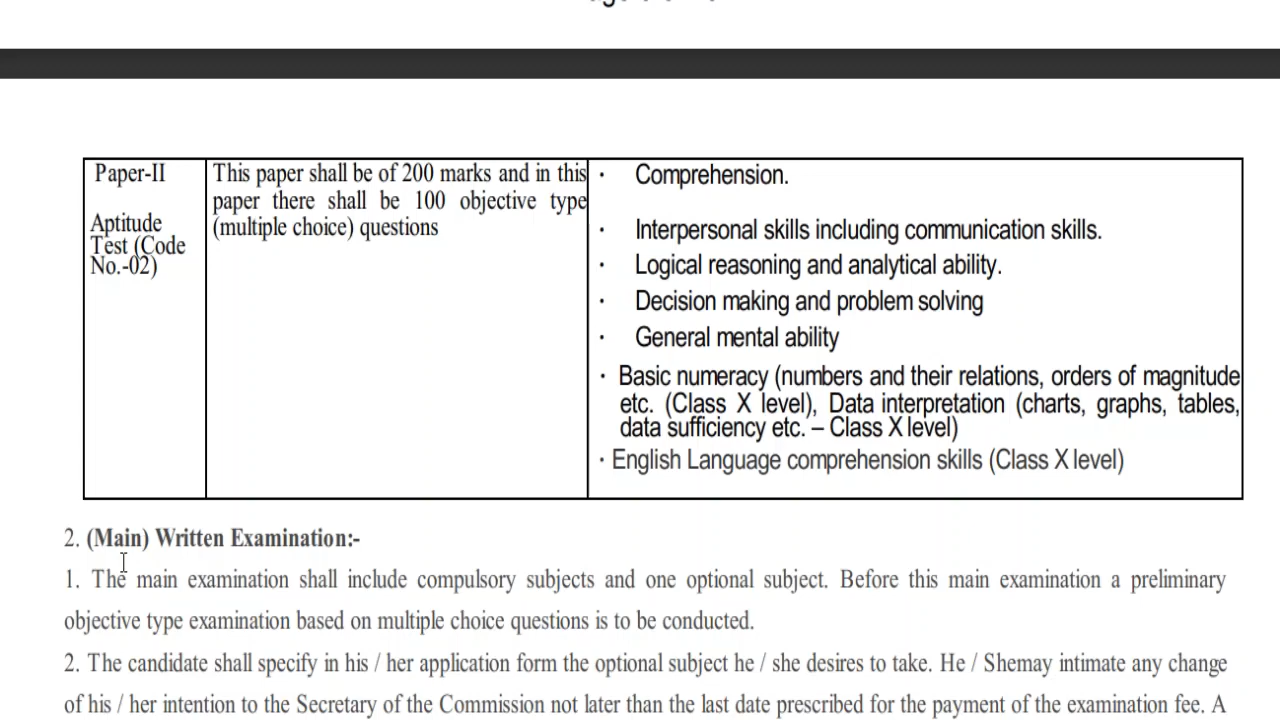 Paper-II
Aptitude
Test (Code
No.-02)
This paper shall be of 200 marks and in this
paper there shall be 100 objective type
(multiple choice) questions
· Comprehension.
· Interpersonal skills including communication skills.
· Logical reasoning and analytical ability.
· Decision making and problem solving
· General mental ability
· Basic numeracy (numbers and their relations, orders of magnitude
etc. (Class X level), Data interpretation (charts, graphs, tables,
data sufficiency etc. – Class X level)
· English Language comprehension skills (Class X level)
2. (Main) Written Examination:-
1. The main examination shall include compulsory subjects and one optional subject. Before this main examination a preliminary
objective type examination based on multiple choice questions is to be conducted.
2. The candidate shall specify in his / her application form the optional subject he / she desires to take. He / Shemay intimate any change
of his / her intention to the Secretary of the Commission not later than the last date prescribed for the payment of the examination fee. A